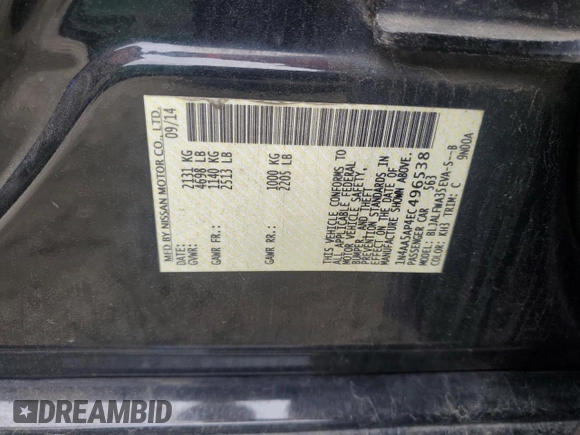 MFD BY NISSAN MOTOR CO., LTD.
09/14
GVWR: 2131 KG
4698 LB
GAWR FR.: 1140 KG
2513 LB
GAWR RR.: 1000 KG
2205 LB
THIS VEHICLE CONFORMS TO
ALL APPLICABLE FEDERAL
MOTOR VEHICLE SAFETY,
BUMPER, AND THEFT
PREVENTION STANDARDS IN
EFFECT ON THE DATE OF
MANUFACTURE SHOWN ABOVE.
1N4AA5AP4EC496538
PASSENGER CAR S63
MODEL: BLJNLFWA35EVA-S--B
COLOR: KH3 TRIM: C 9N00A
DREAMBID